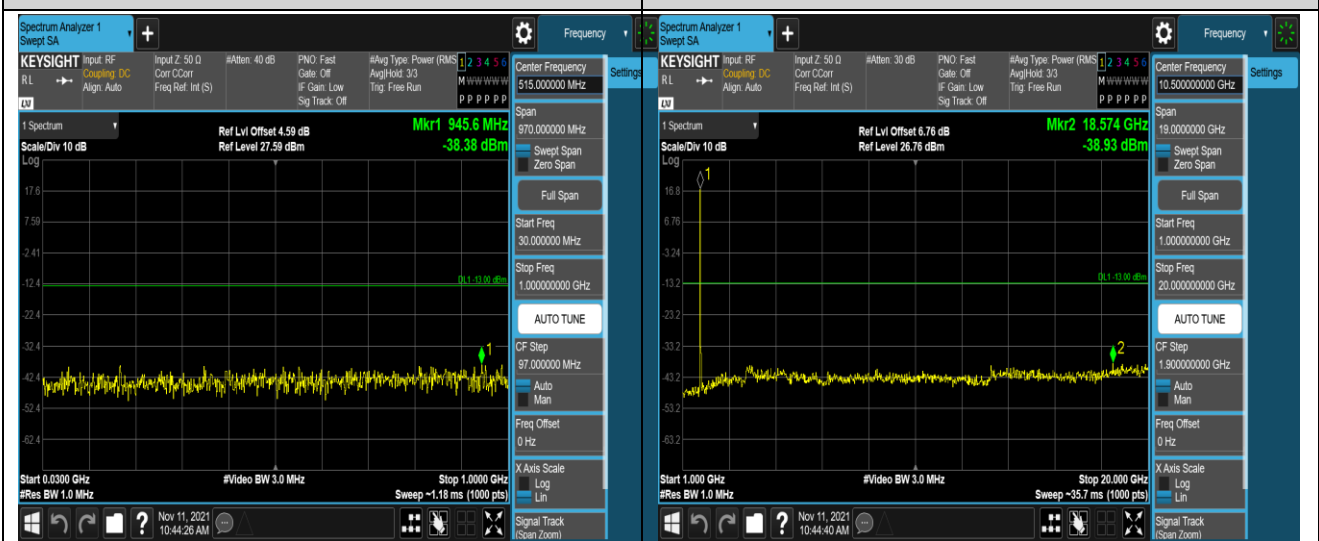 Spectrum Analyzer 1
Swept SA
+
Frequency
KEYSIGHT
RL
LXI
Input: RF
Coupling: DC
Align: Auto
Input Z: 50 Ω
Corr CCorr
Freq Ref: Int (S)
#Atten: 40 dB
PNO: Fast
Gate: Off
IF Gain: Low
Sig Track: Off
#Avg Type: Power (RMS
Avg|Hold: 3/3
Trig: Free Run
1 2 3 4 5 6
M W W W W W
P P P P P P
Center Frequency
515.000000 MHz
Settings
Span
970.000000 MHz
Swept Span
Zero Span
Full Span
Start Freq
30.000000 MHz
Stop Freq
1.000000000 GHz
AUTO TUNE
CF Step
97.000000 MHz
Auto
Man
Freq Offset
0 Hz
X Axis Scale
Log
Lin
Signal Track
(Span Zoom)
1 Spectrum
Scale/Div 10 dB
Log
Ref Lvl Offset 4.59 dB
Ref Level 27.59 dBm
Mkr1 945.6 MHz
-38.38 dBm
17.6
7.59
-2.41
-12.4
DL1 -13.00 dBm
-22.4
-32.4
1
-42.4
-52.4
-62.4
Start 0.0300 GHz
#Res BW 1.0 MHz
#Video BW 3.0 MHz
Stop 1.0000 GHz
Sweep ~1.18 ms (1000 pts)
?
Nov 11, 2021
10:44:26 AM
Spectrum Analyzer 1
Swept SA
+
Frequency
KEYSIGHT
RL
LXI
Input: RF
Coupling: DC
Align: Auto
Input Z: 50 Ω
Corr CCorr
Freq Ref: Int (S)
#Atten: 30 dB
PNO: Fast
Gate: Off
IF Gain: Low
Sig Track: Off
#Avg Type: Power (RMS
Avg|Hold: 3/3
Trig: Free Run
1 2 3 4 5 6
M W W W W W
P P P P P P
Center Frequency
10.500000000 GHz
Settings
Span
19.0000000 GHz
Swept Span
Zero Span
Full Span
Start Freq
1.000000000 GHz
Stop Freq
20.000000000 GHz
AUTO TUNE
CF Step
1.900000000 GHz
Auto
Man
Freq Offset
0 Hz
X Axis Scale
Log
Lin
Signal Track
(Span Zoom)
1 Spectrum
Scale/Div 10 dB
Log
Ref Lvl Offset 6.76 dB
Ref Level 26.76 dBm
Mkr2 18.574 GHz
-38.93 dBm
1
16.8
6.76
-3.24
-13.2
DL1 -13.00 dBm
-23.2
-33.2
2
-43.2
-53.2
-63.2
Start 1.000 GHz
#Res BW 1.0 MHz
#Video BW 3.0 MHz
Stop 20.000 GHz
Sweep ~35.7 ms (1000 pts)
?
Nov 11, 2021
10:44:40 AM